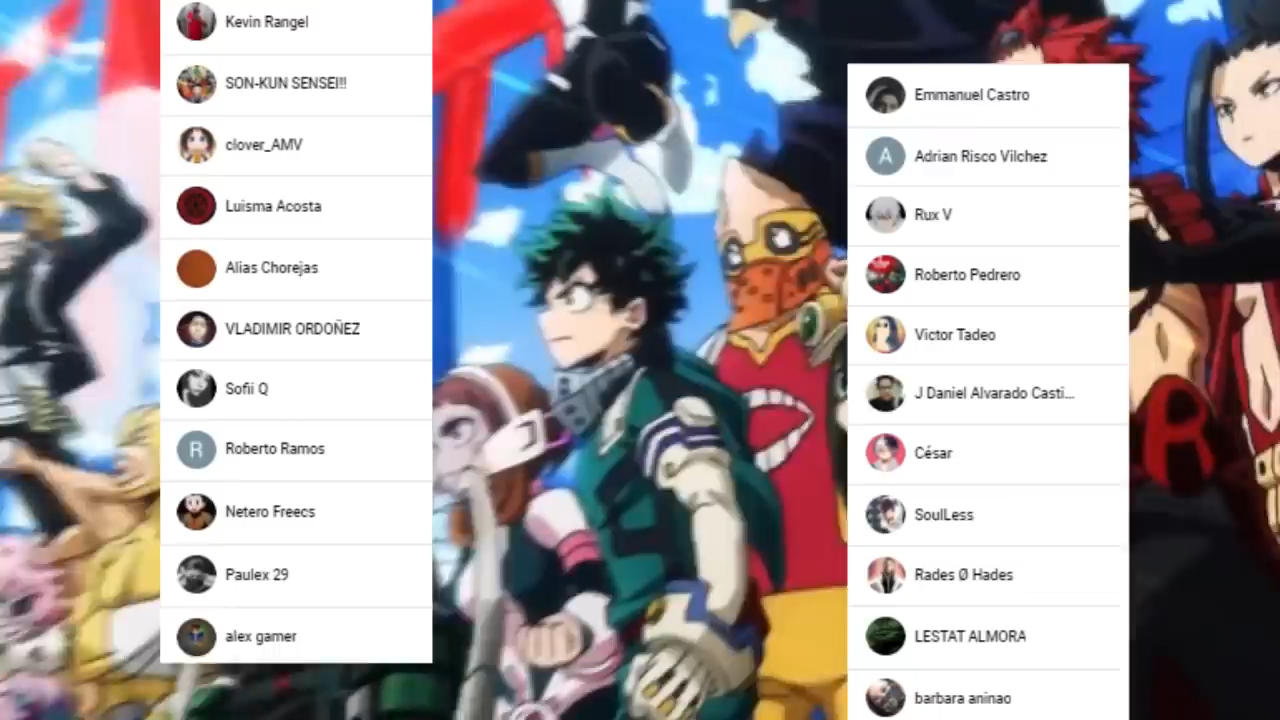 Kevin Rangel
SON-KUN SENSEI!!
clover_AMV
Luisma Acosta
Alias Chorejas
VLADIMIR ORDOÑEZ
Sofii Q
R
Roberto Ramos
Netero Freecs
Paulex 29
alex gamer
Emmanuel Castro
A
Adrian Risco Vilchez
Rux V
Roberto Pedrero
Victor Tadeo
J Daniel Alvarado Casti...
César
SoulLess
Rades Ø Hades
LESTAT ALMORA
barbara aninao
R